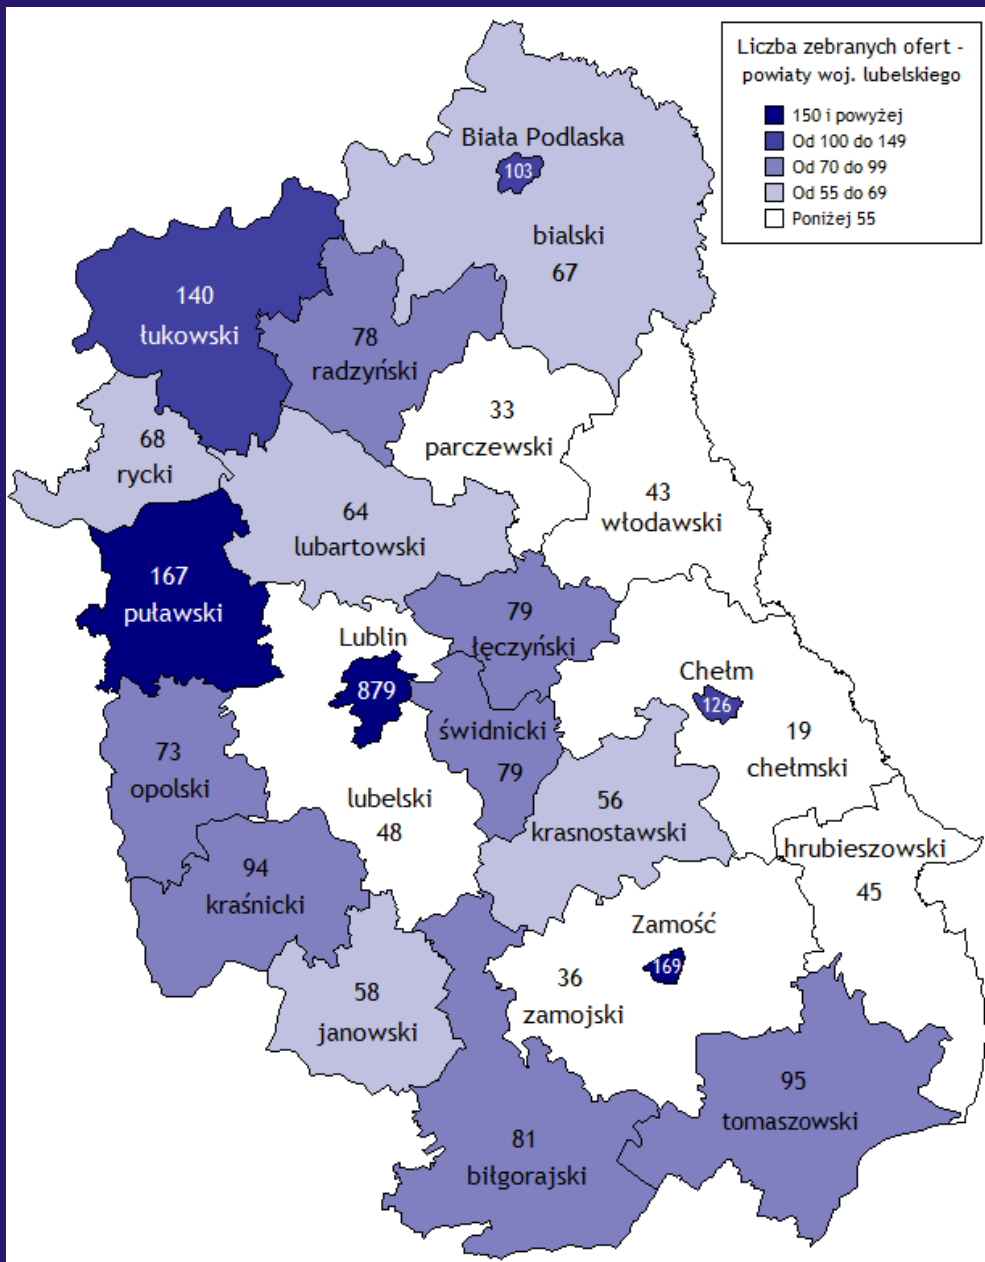 Liczba zebranych ofert -
powiaty woj. lubelskiego
150 i powyżej
Od 100 do 149
Od 70 do 99
Od 55 do 69
Poniżej 55
Biała Podlaska
103
bialski
67
140
łukowski
78
radzyński
33
parczewski
68
rycki
43
włodawski
64
lubartowski
167
puławski
79
łęczyński
Lublin
879
Chełm
126
19
chełmski
świdnicki
79
73
opolski
lubelski
48
56
krasnostawski
hrubieszowski
45
94
kraśnicki
Zamość
169
36
zamojski
58
janowski
95
tomaszowski
81
biłgorajski